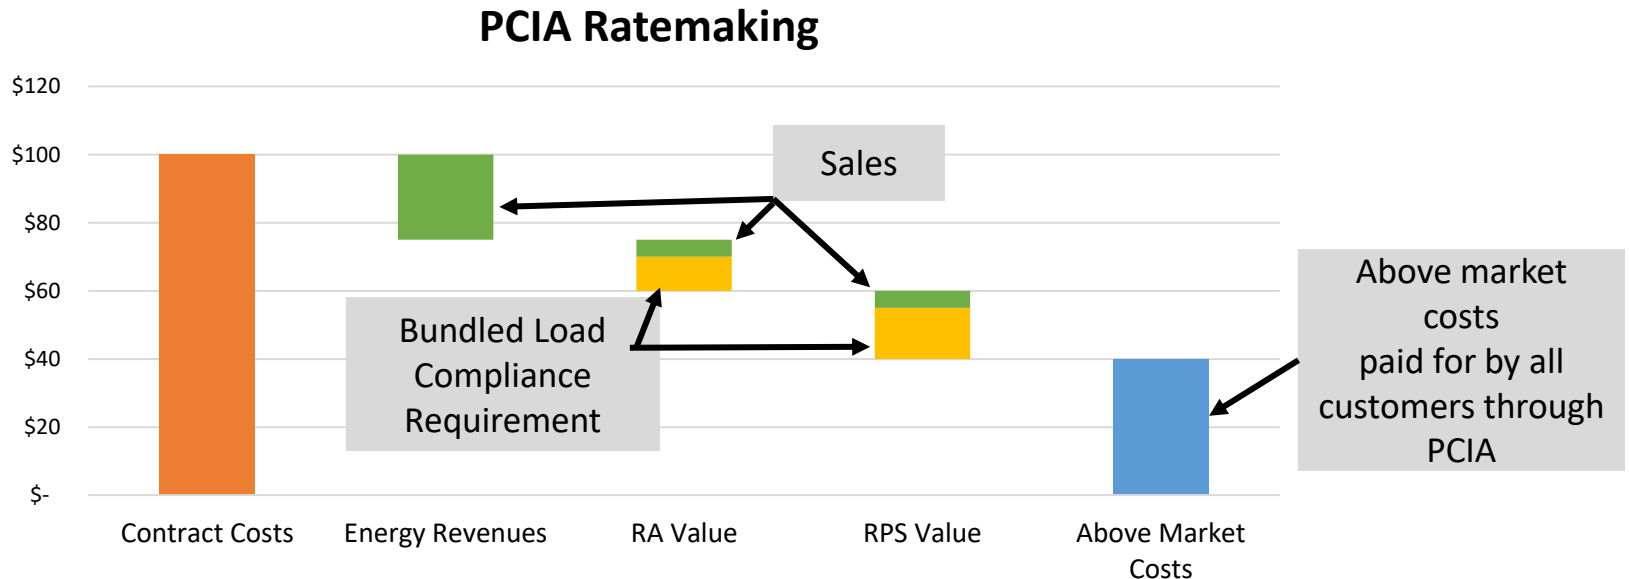 PCIA Ratemaking
$120
$100
$80
$60
$40
$20
$-
Sales
Bundled Load
Compliance
Requirement
Above market
costs
paid for by all
customers through
PCIA
Contract Costs
Energy Revenues
RA Value
RPS Value
Above Market
Costs